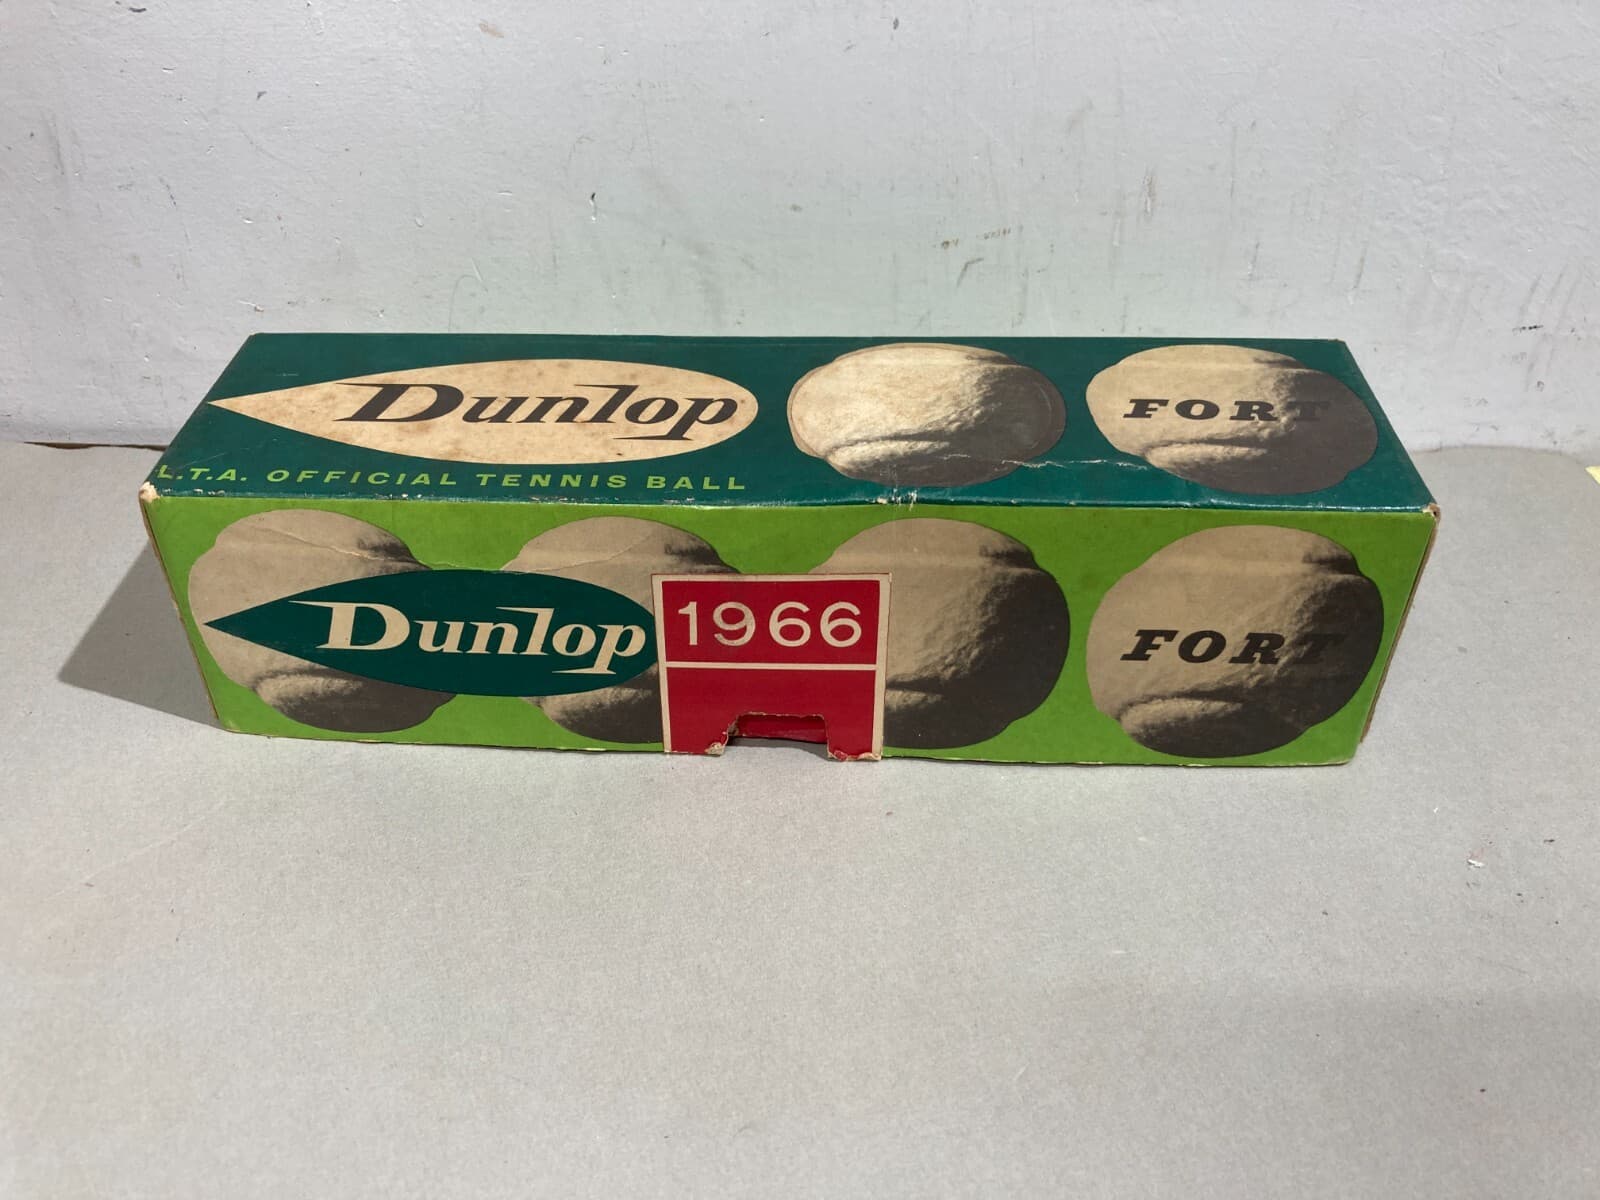 Dunlop
FORT
L.T.A. OFFICIAL TENNIS BALL
Dunlop
1966
FORT